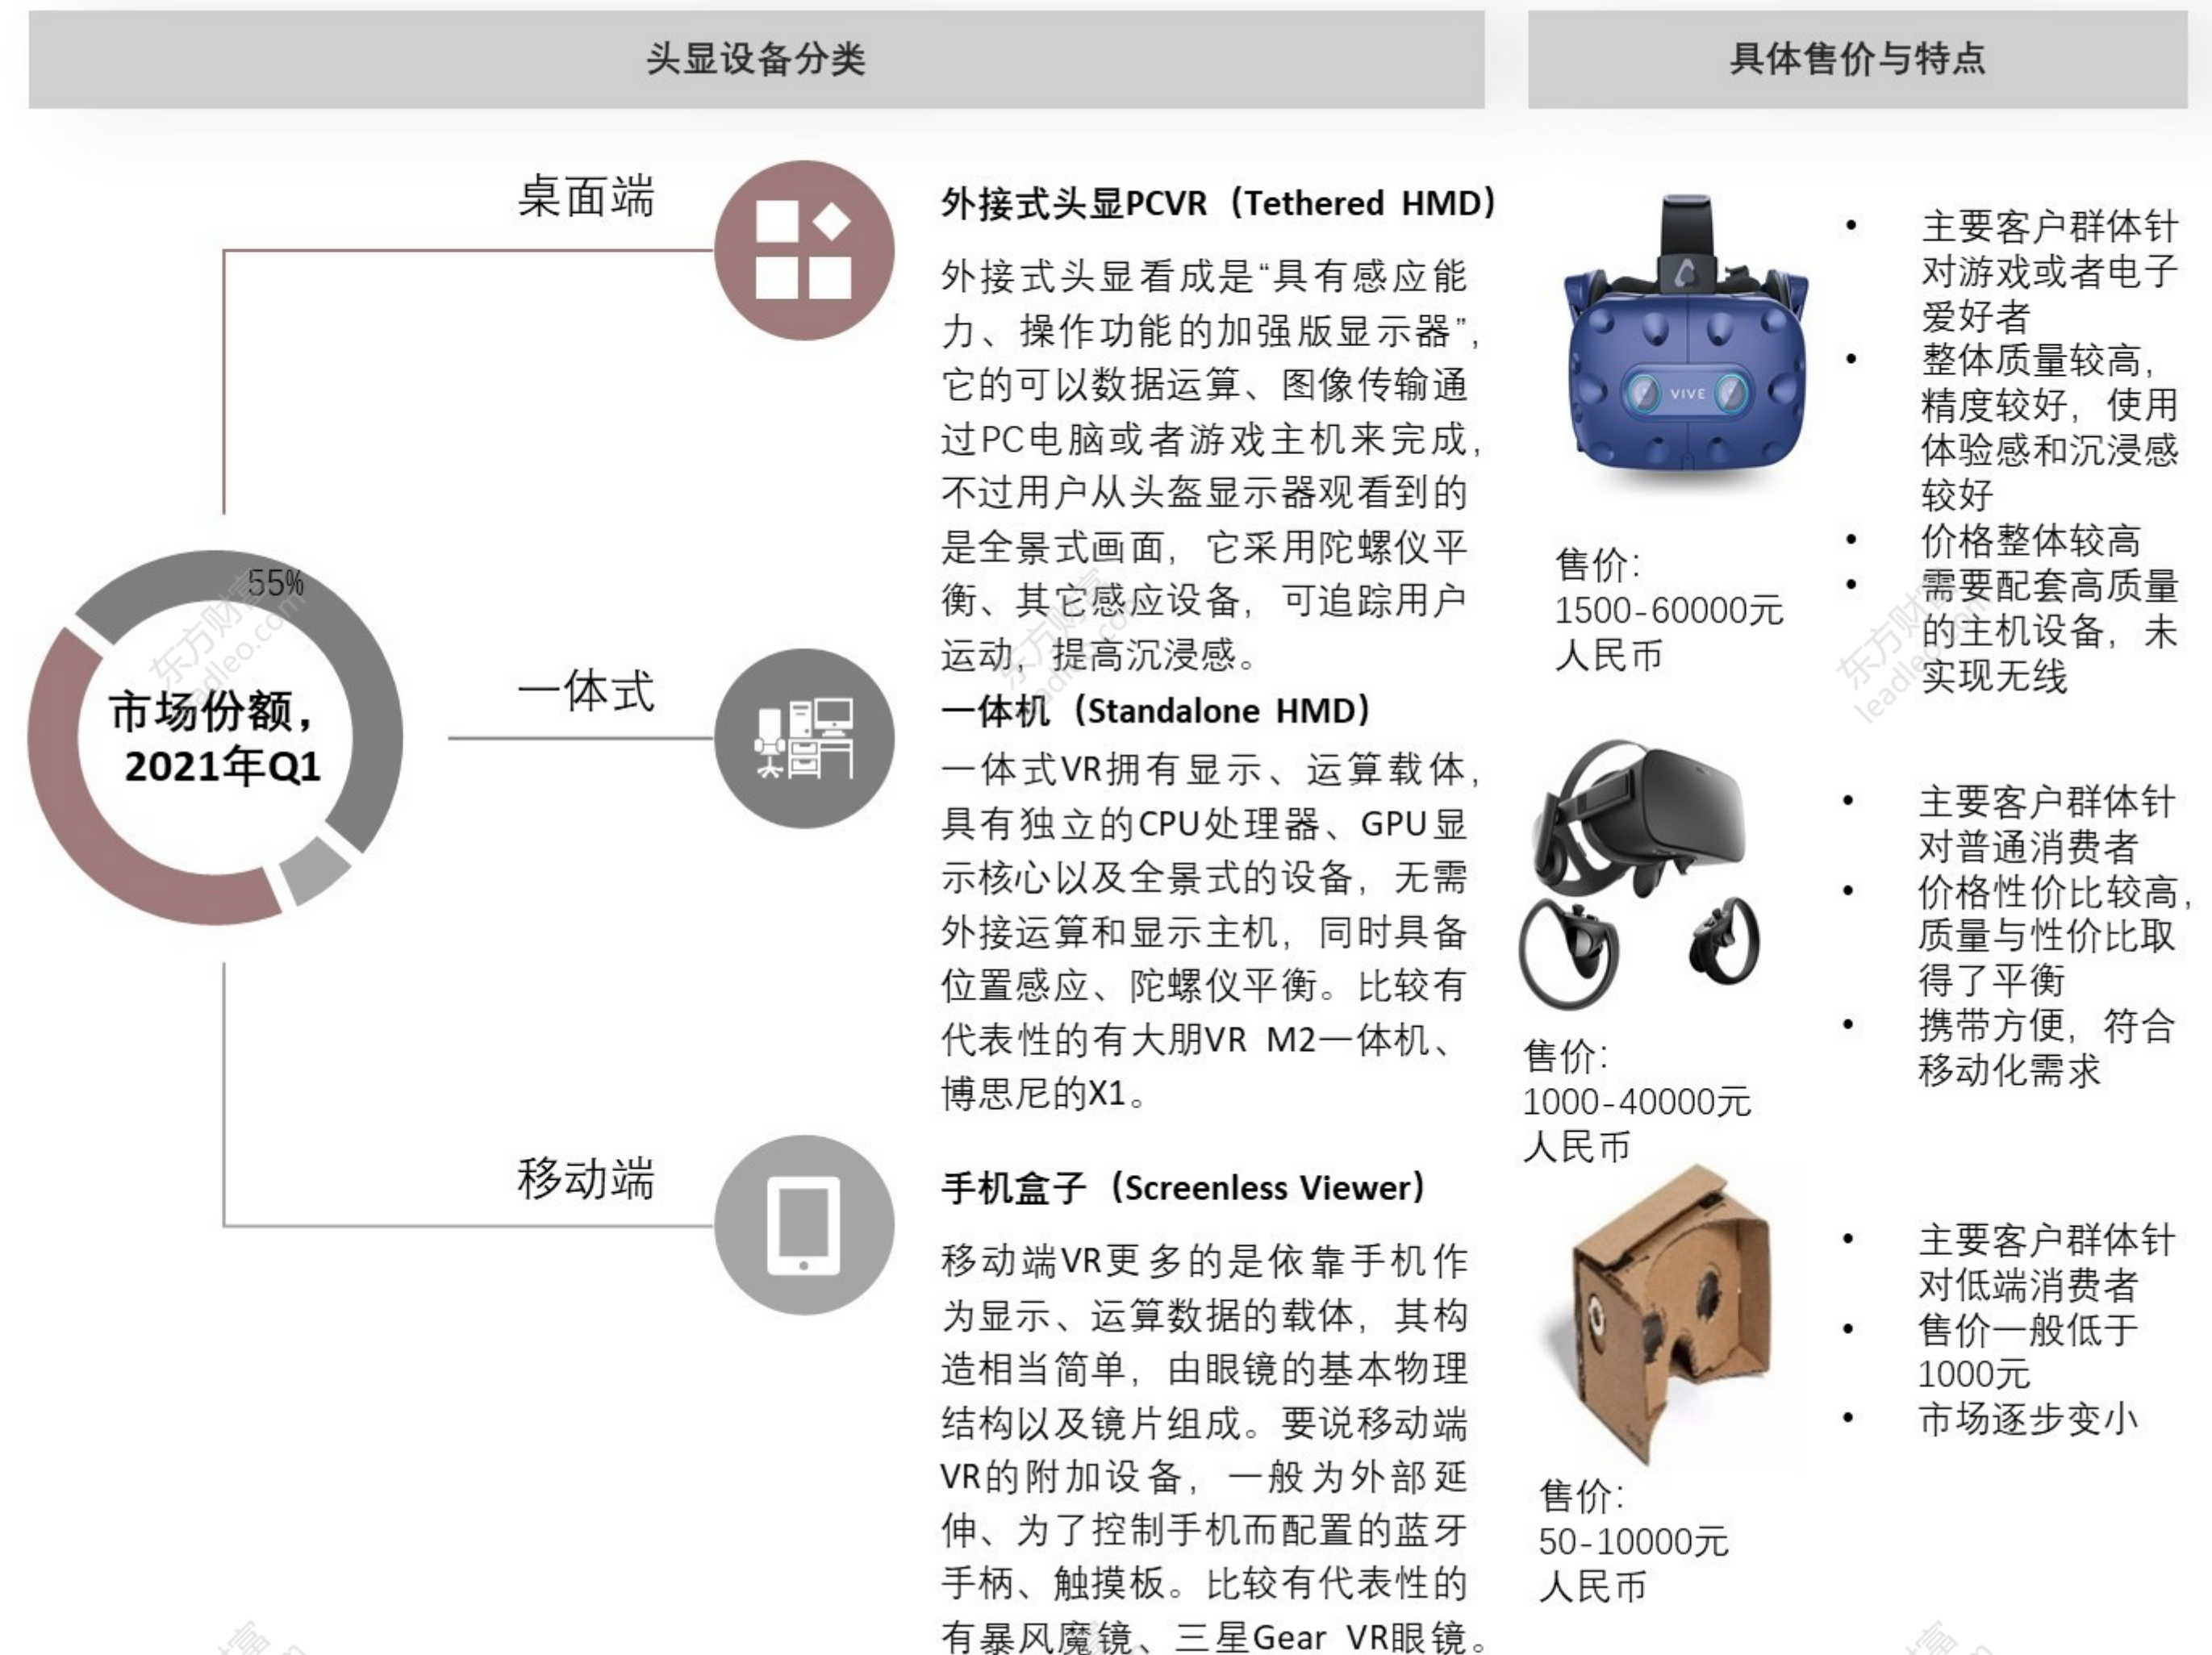 头显设备分类
具体售价与特点
桌面端
外接式头显PCVR（Tethered HMD）
外接式头显看成是“具有感应能
力、操作功能的加强版显示器”，
它的可以数据运算、图像传输通
过PC电脑或者游戏主机来完成，
不过用户从头盔显示器观看到的
是全景式画面，它采用陀螺仪平
衡、其它感应设备，可追踪用户
运动，提高沉浸感。
VIVE
售价：
1500-60000元
人民币
• 主要客户群体针
对游戏或者电子
爱好者
• 整体质量较高，
精度较好，使用
体验感和沉浸感
较好
• 价格整体较高
• 需要配套高质量
的主机设备，未
实现无线
55%
市场份额，
2021年Q1
一体式
一体机（Standalone HMD）
一体式VR拥有显示、运算载体，
具有独立的CPU处理器、GPU显
示核心以及全景式的设备，无需
外接运算和显示主机，同时具备
位置感应、陀螺仪平衡。比较有
代表性的有大朋VR M2一体机、
博思尼的X1。
售价：
1000-40000元
人民币
• 主要客户群体针
对普通消费者
• 价格性价比较高，
质量与性价比取
得了平衡
• 携带方便，符合
移动化需求
移动端
手机盒子（Screenless Viewer）
移动端VR更多的是依靠手机作
为显示、运算数据的载体，其构
造相当简单，由眼镜的基本物理
结构以及镜片组成。要说移动端
VR的附加设备，一般为外部延
伸、为了控制手机而配置的蓝牙
手柄、触摸板。比较有代表性的
有暴风魔镜、三星Gear VR眼镜。
售价：
50-10000元
人民币
• 主要客户群体针
对低端消费者
• 售价一般低于
1000元
• 市场逐步变小
东方财富
leadleo.com
东方财富
leadleo.com
东方财富
leadleo.com